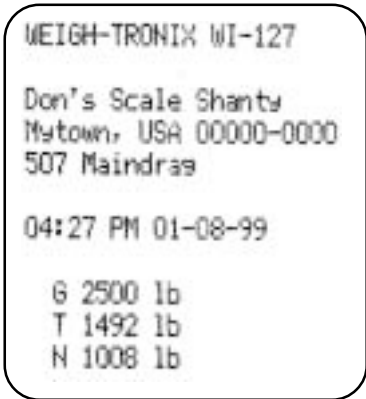 WEIGH-TRONIX WI-127
Don's Scale Shanty
Mytown, USA 00000-0000
507 Maindrag
04:27 PM 01-08-99
G 2500 lb
T 1492 lb
N 1008 lb